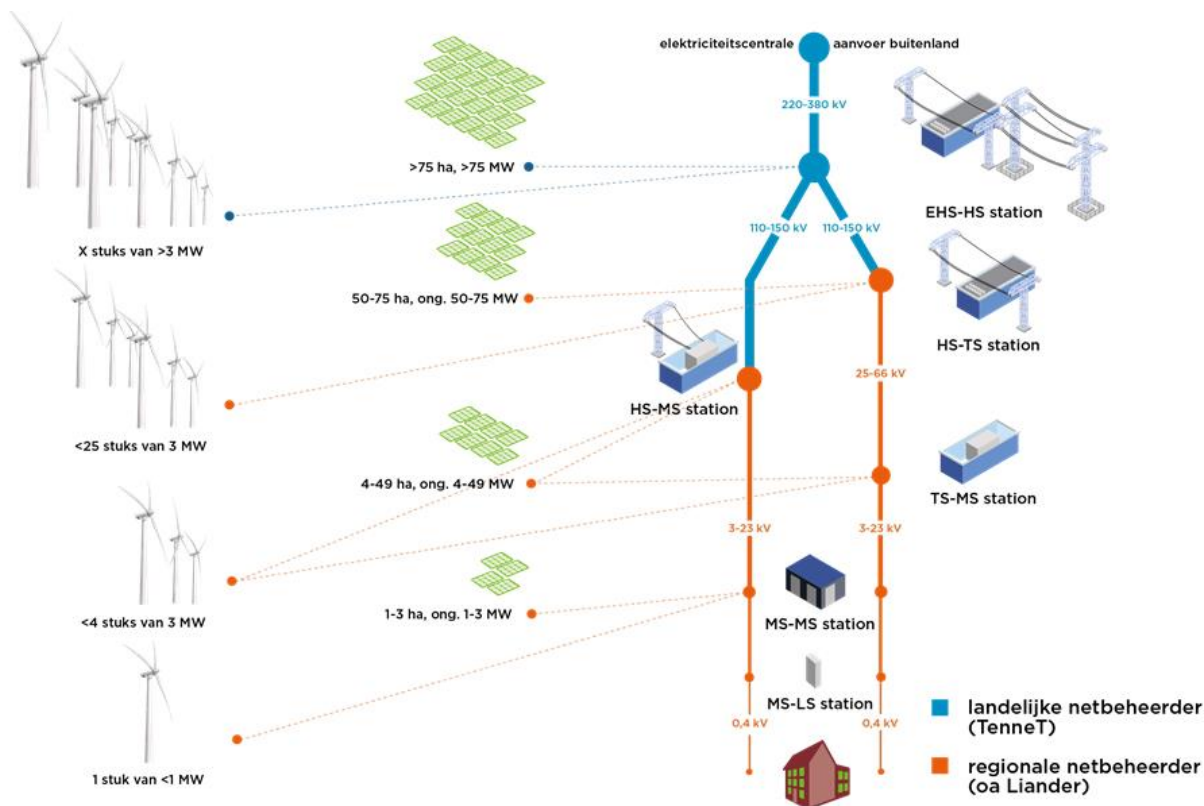 elektriciteitscentrale
aanvoer buitenland
220-380 kV
>75 ha, >75 MW
EHS-HS station
X stuks van >3 MW
110-150 kV
110-150 kV
50-75 ha, ong. 50-75 MW
HS-TS station
25-66 kV
HS-MS station
<25 stuks van 3 MW
4-49 ha, ong. 4-49 MW
TS-MS station
3-23 kV
3-23 kV
<4 stuks van 3 MW
1-3 ha, ong. 1-3 MW
MS-MS station
MS-LS station
0,4 kV
0,4 kV
1 stuk van <1 MW
landelijke netbeheerder
(TenneT)
regionale netbeheerder
(oa Liander)